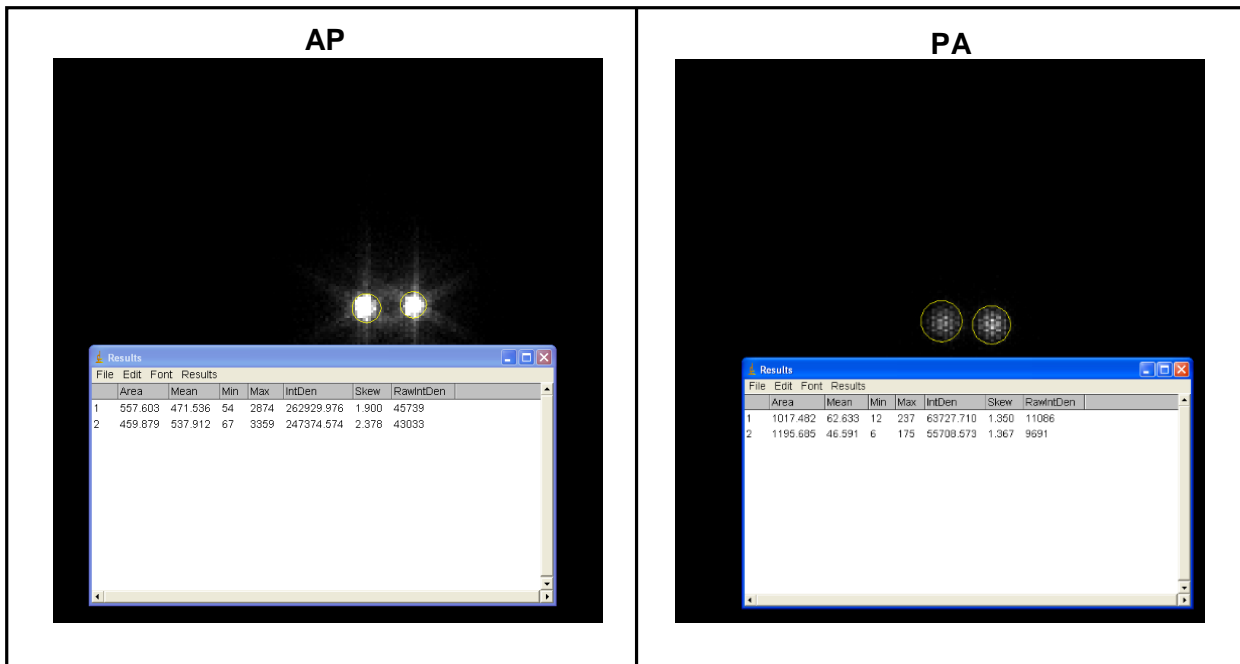 AP
Results
File Edit Font Results
Area Mean Min Max IntDen Skew RawIntDen
1 557.603 471.536 54 2874 262929.976 1.900 45739
2 459.879 537.912 67 3359 247374.574 2.378 43033
PA
Results
File Edit Font Results
Area Mean Min Max IntDen Skew RawIntDen
1 1017.482 62.633 12 237 63727.710 1.350 11086
2 1195.685 46.591 6 175 55708.573 1.367 9691